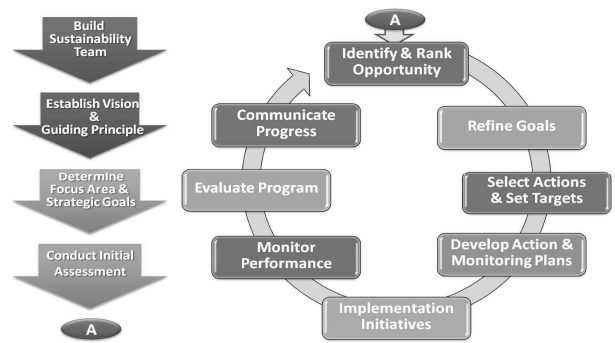 Build
Sustainability
Team
Establish Vision
&
Guiding Principle
Determine
Focus Area &
Strategic Goals
Conduct Initial
Assessment
A
A
Identify & Rank
Opportunity
Refine Goals
Select Actions
& Set Targets
Develop Action &
Monitoring Plans
Implementation
Initiatives
Monitor
Performance
Evaluate Program
Communicate
Progress